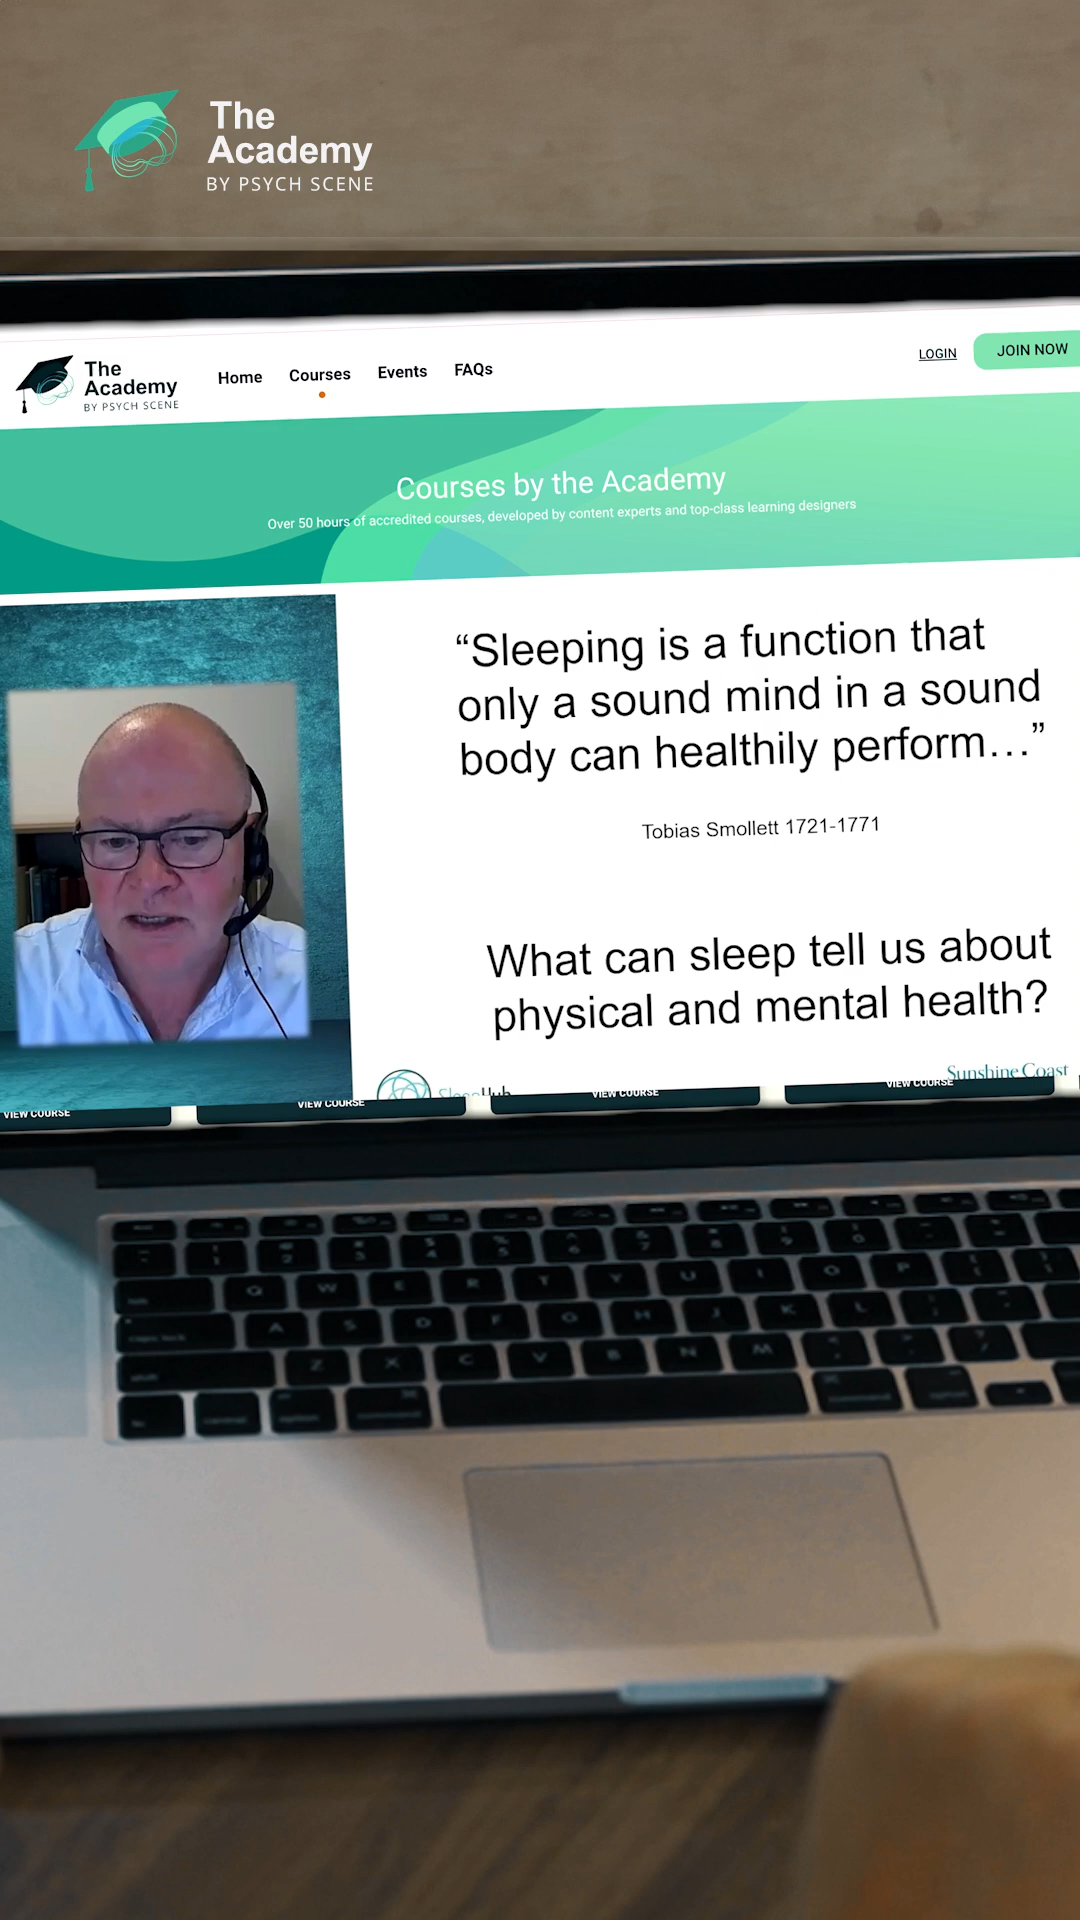 The
Academy
BY PSYCH SCENE
The
Academy
BY PSYCH SCENE
Home
Courses
Events
FAQs
LOGIN
JOIN NOW
Courses by the Academy
Over 50 hours of accredited courses, developed by content experts and top-class learning designers
“Sleeping is a function that
only a sound mind in a sound
body can healthily perform…”
Tobias Smollett 1721-1771
What can sleep tell us about
physical and mental health?
SleepHub
Sunshine Coast
VIEW COURSE
VIEW COURSE
VIEW COURSE
VIEW COURSE
Q W E R T Y U I O P
A S D F G H J K L
Z X C V B N M